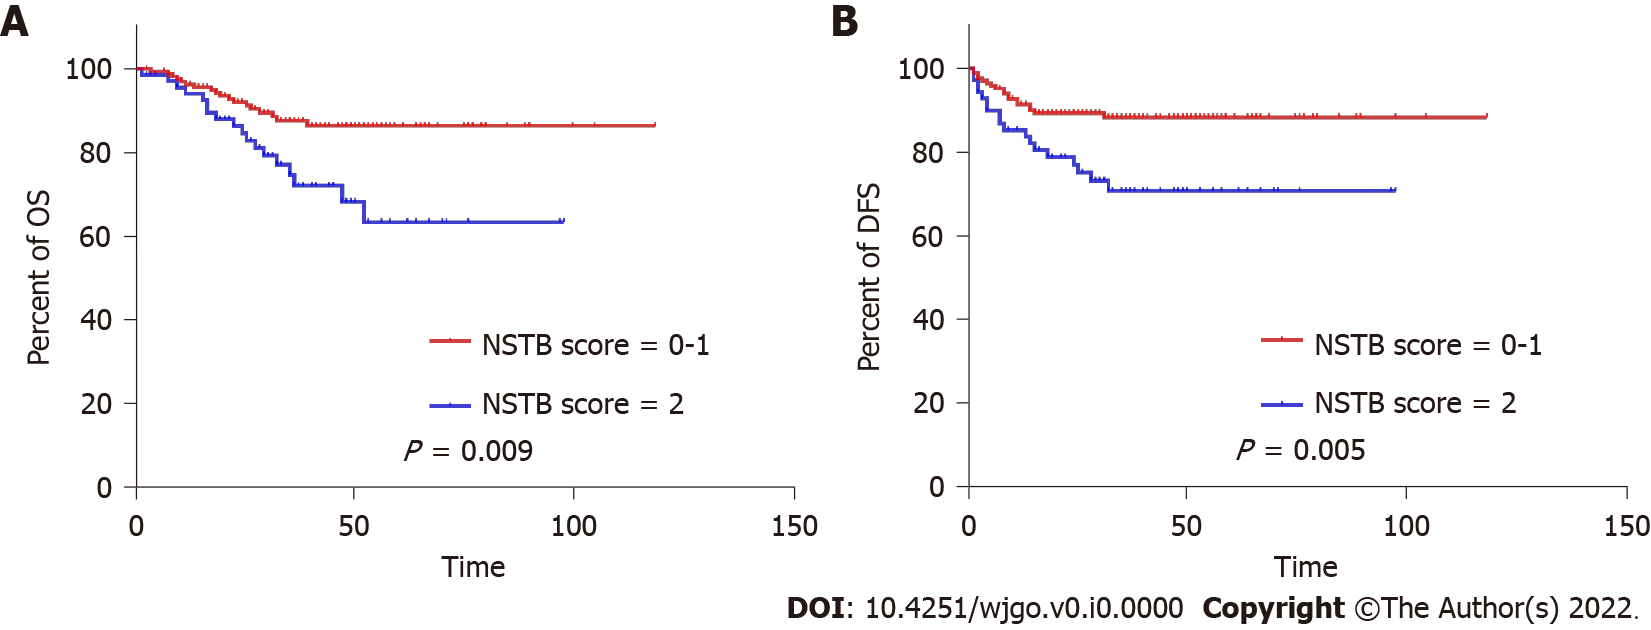 A
100
80
60
40
20
0
Percent of OS
NSTB score = 0-1
NSTB score = 2
P = 0.009
0 50 100 150
Time
B
100
80
60
40
20
0
Percent of DFS
NSTB score = 0-1
NSTB score = 2
P = 0.005
0 50 100 150
Time
DOI: 10.4251/wjgo.v0.i0.0000 Copyright ©The Author(s) 2022.